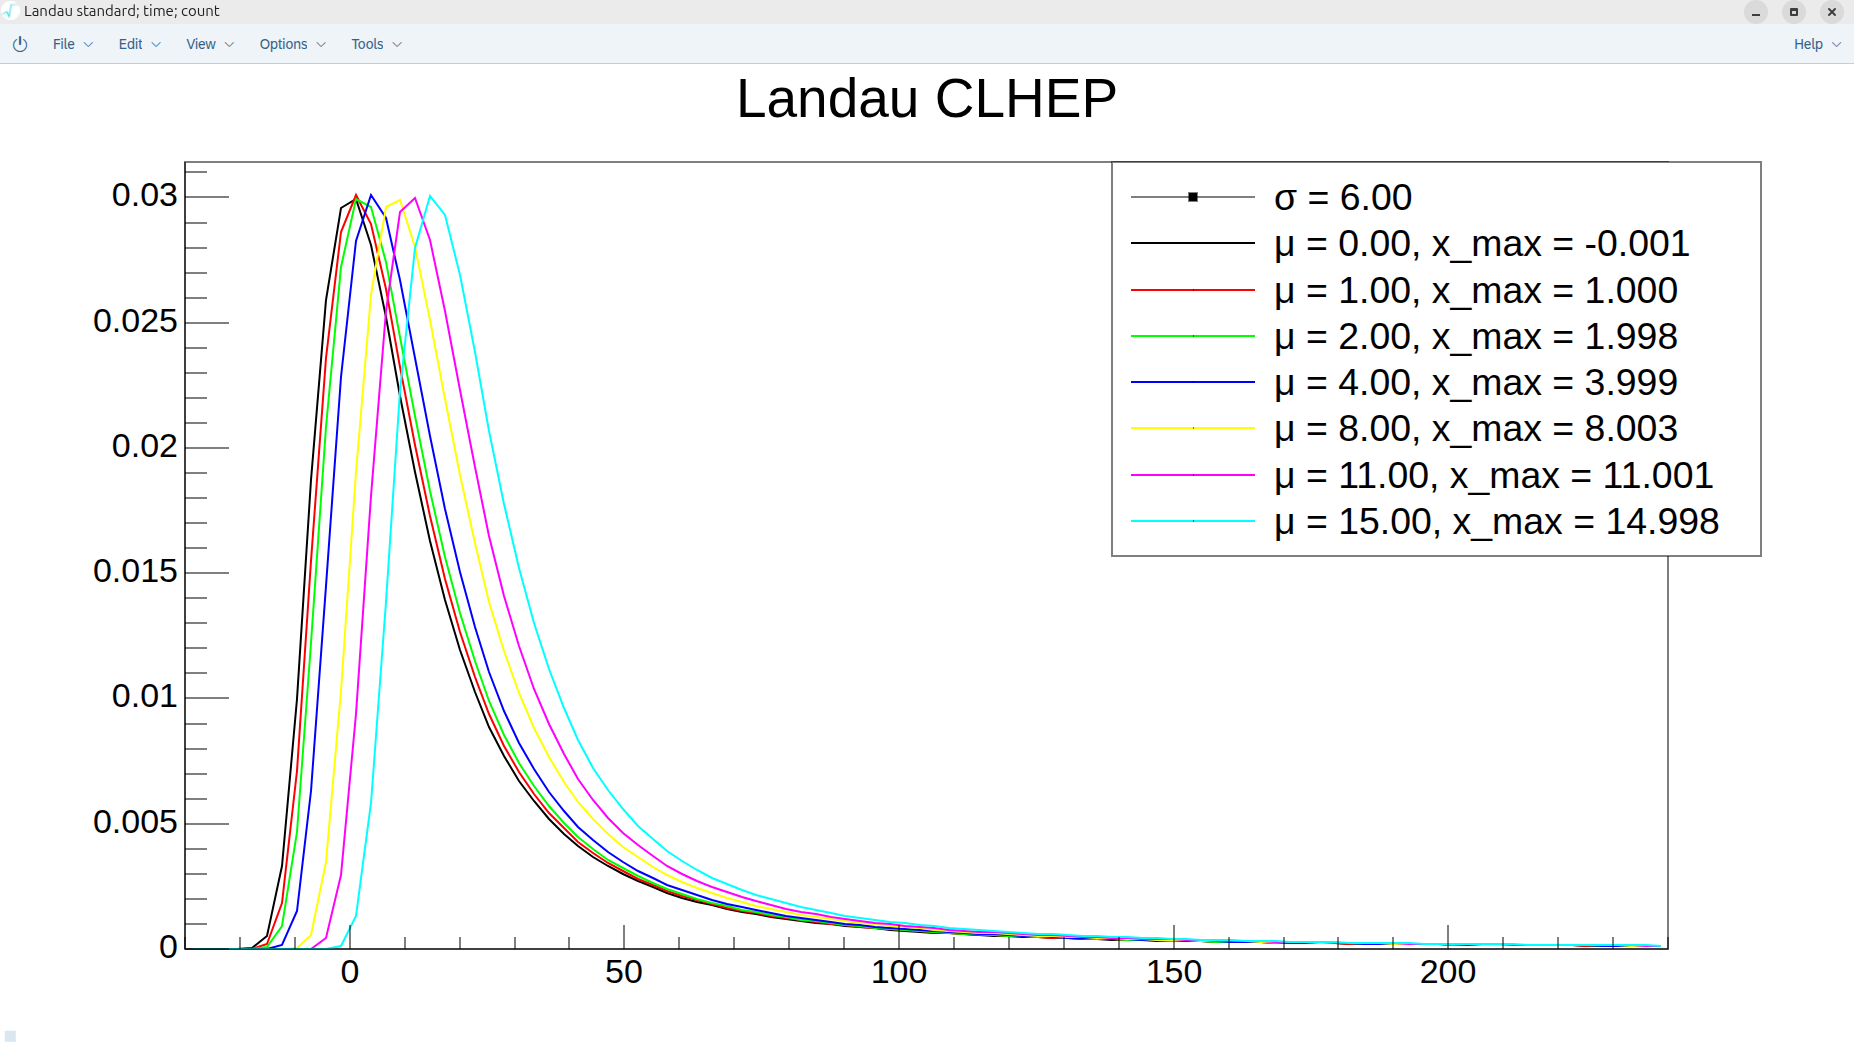 Landau standard; time; count
File Edit View Options Tools Help
Landau CLHEP
σ = 6.00
μ = 0.00, x_max = -0.001
μ = 1.00, x_max = 1.000
μ = 2.00, x_max = 1.998
μ = 4.00, x_max = 3.999
μ = 8.00, x_max = 8.003
μ = 11.00, x_max = 11.001
μ = 15.00, x_max = 14.998
0.03
0.025
0.02
0.015
0.01
0.005
0
0 50 100 150 200